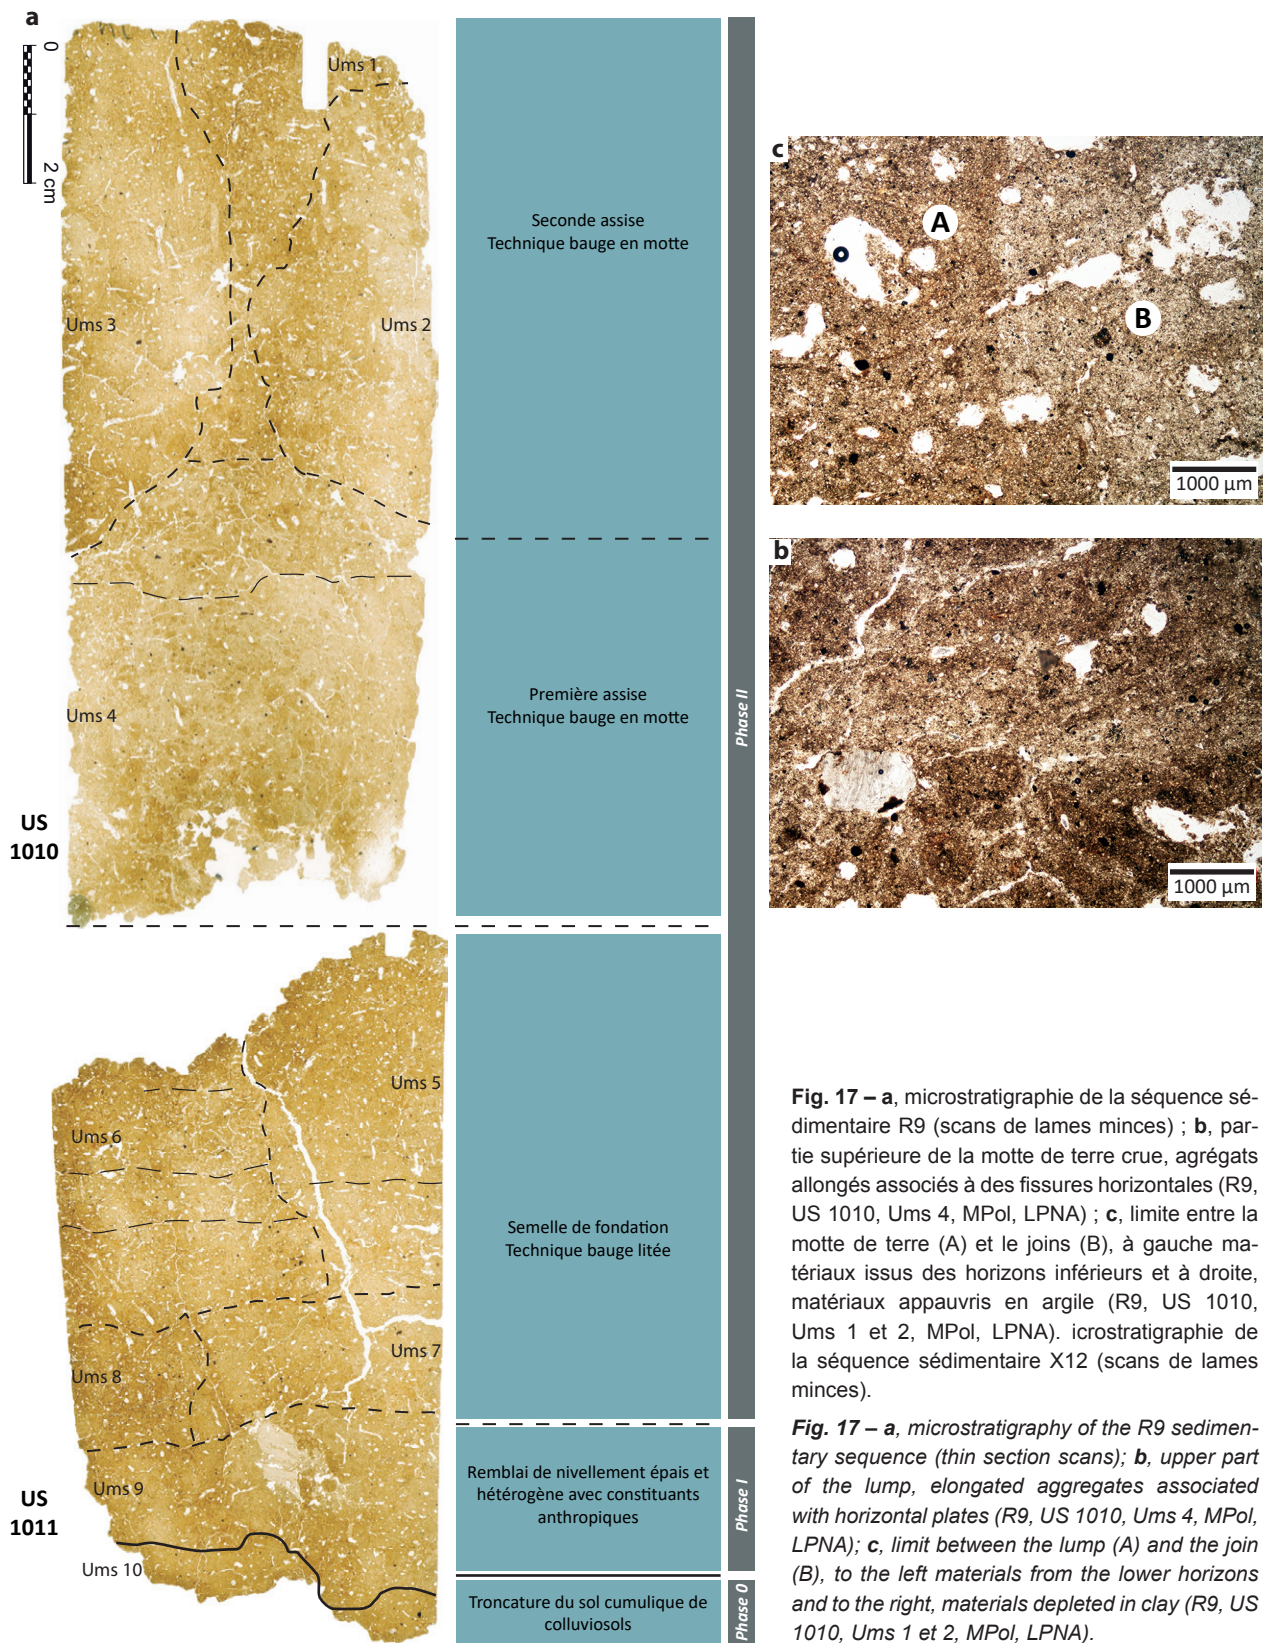 a
0
2 cm
Ums 1
Ums 3
Ums 2
Ums 4
US
1010
Ums 5
Ums 6
Ums 7
Ums 8
Ums 9
US
1011
Ums 10
Seconde assise
Technique bauge en motte
Première assise
Technique bauge en motte
Semelle de fondation
Technique bauge litée
Remblai de nivellement épais et
hétérogène avec constituants
anthropiques
Troncature du sol cumulique de
colluviosols
Phase II
Phase I
Phase 0
c
A
B
1000 µm
b
1000 µm
Fig. 17 – a, microstratigraphie de la séquence sé-
dimentaire R9 (scans de lames minces) ; b, par-
tie supérieure de la motte de terre crue, agrégats
allongés associés à des fissures horizontales (R9,
US 1010, Ums 4, MPol, LPNA) ; c, limite entre la
motte de terre (A) et le joins (B), à gauche ma-
tériaux issus des horizons inférieurs et à droite,
matériaux appauvris en argile (R9, US 1010,
Ums 1 et 2, MPol, LPNA). icrostratigraphie de
la séquence sédimentaire X12 (scans de lames
minces).
Fig. 17 – a, microstratigraphy of the R9 sedimen-
tary sequence (thin section scans); b, upper part
of the lump, elongated aggregates associated
with horizontal plates (R9, US 1010, Ums 4, MPol,
LPNA); c, limit between the lump (A) and the join
(B), to the left materials from the lower horizons
and to the right, materials depleted in clay (R9, US
1010, Ums 1 et 2, MPol, LPNA).